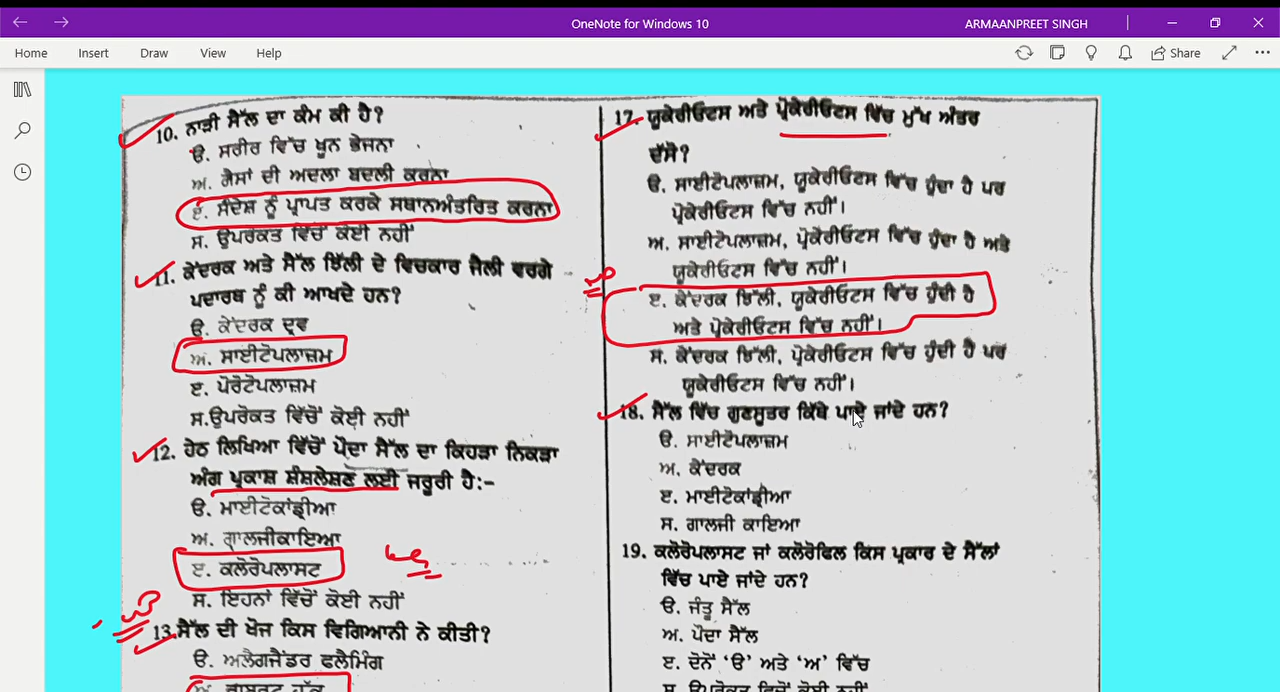 OneNote for Windows 10
ARMAANPREET SINGH
Home Insert Draw View Help
Share
10. ਨਾੜੀ ਸੈੱਲ ਦਾ ਕੰਮ ਕੀ ਹੈ?
ੳ. ਸਰੀਰ ਵਿੱਚ ਖੂਨ ਭੇਜਨਾ
ਅ. ਗੈਸਾਂ ਦੀ ਅਦਲਾ ਬਦਲੀ ਕਰਨਾ
ੲ. ਸੰਦੇਸ਼ ਨੂੰ ਪ੍ਰਾਪਤ ਕਰਕੇ ਸਥਾਨਅੰਤਰਿਤ ਕਰਨਾ
ਸ. ਉਪਰੋਕਤ ਵਿੱਚੋਂ ਕੋਈ ਨਹੀਂ
11. ਕੇਂਦਰਕ ਅਤੇ ਸੈੱਲ ਝਿੱਲੀ ਦੇ ਵਿਚਕਾਰ ਜੈਲੀ ਵਰਗੇ
ਪਦਾਰਥ ਨੂੰ ਕੀ ਆਖਦੇ ਹਨ?
ੳ. ਕੇਂਦਰਕ ਦ੍ਰਵ
ਅ. ਸਾਈਟੋਪਲਾਜ਼ਮ
ੲ. ਪੋਰੋਟੋਪਲਾਜ਼ਮ
ਸ.ਉਪਰੋਕਤ ਵਿੱਚੋਂ ਕੋਈ ਨਹੀਂ
12. ਹੇਠ ਲਿਖਿਆ ਵਿੱਚੋਂ ਪੌਦਾ ਸੈੱਲ ਦਾ ਕਿਹੜਾ ਨਿਕੜਾ
ਅੰਗ ਪ੍ਰਕਾਸ਼ ਸੰਸ਼ਲੇਸ਼ਣ ਲਈ ਜਰੂਰੀ ਹੈ:-
ੳ. ਮਾਈਟੋਕਾਂਡ੍ਰੀਆ
ਅ. ਗਾਲਜੀਕਾਇਆ
ੲ. ਕਲੋਰੋਪਲਾਸਟ
ਸ. ਇਹਨਾਂ ਵਿੱਚੋਂ ਕੋਈ ਨਹੀਂ
13.ਸੈੱਲ ਦੀ ਖੋਜ ਕਿਸ ਵਿਗਿਆਨੀ ਨੇ ਕੀਤੀ?
ੳ. ਅਲੈਗਜੈਂਡਰ ਫਲੈਮਿੰਗ
17. ਯੂਕੇਰੀਓਟਸ ਅਤੇ ਪ੍ਰੋਕੇਰੀਓਟਸ ਵਿੱਚ ਮੁੱਖ ਅੰਤਰ
ਦੱਸੋ?
ੳ. ਸਾਈਟੋਪਲਾਜ਼ਮ, ਯੂਕੇਰੀਓਟਸ ਵਿੱਚ ਹੁੰਦਾ ਹੈ ਪਰ
ਪ੍ਰੋਕੇਰੀਓਟਸ ਵਿੱਚ ਨਹੀਂ।
ਅ. ਸਾਈਟੋਪਲਾਜ਼ਮ, ਪ੍ਰੋਕੇਰੀਓਟਸ ਵਿੱਚ ਹੁੰਦਾ ਹੈ ਅਤੇ
ਯੂਕੇਰੀਓਟਸ ਵਿੱਚ ਨਹੀਂ।
ੲ. ਕੇਂਦਰਕ ਝਿੱਲੀ, ਯੂਕੇਰੀਓਟਸ ਵਿੱਚ ਹੁੰਦੀ ਹੈ
ਅਤੇ ਪ੍ਰੋਕੇਰੀਓਟਸ ਵਿੱਚ ਨਹੀਂ।
ਸ. ਕੇਂਦਰਕ ਝਿੱਲੀ, ਪ੍ਰੋਕੇਰੀਓਟਸ ਵਿੱਚ ਹੁੰਦੀ ਹੈ ਪਰ
ਯੂਕੇਰੀਓਟਸ ਵਿੱਚ ਨਹੀਂ।
18. ਸੈੱਲ ਵਿੱਚ ਗੁਣਸੂਤਰ ਕਿੱਥੇ ਪਾਏ ਜਾਂਦੇ ਹਨ?
ੳ. ਸਾਈਟੋਪਲਾਜ਼ਮ
ਅ. ਕੇਂਦਰਕ
ੲ. ਮਾਈਟੋਕਾਂਡ੍ਰੀਆ
ਸ. ਗਾਲਜੀ ਕਾਇਆ
19. ਕਲੋਰੋਪਲਾਸਟ ਜਾਂ ਕਲੋਰੋਫਿਲ ਕਿਸ ਪ੍ਰਕਾਰ ਦੇ ਸੈੱਲਾਂ
ਵਿੱਚ ਪਾਏ ਜਾਂਦੇ ਹਨ?
ੳ. ਜੰਤੂ ਸੈੱਲ
ਅ. ਪੌਦਾ ਸੈੱਲ
ੲ. ਦੋਨੋਂ 'ੳ' ਅਤੇ 'ਅ' ਵਿੱਚ
ਸ. ਉਪਰੋਕਤ ਵਿਚੋਂ ਕੋਈ ਨਹੀਂ